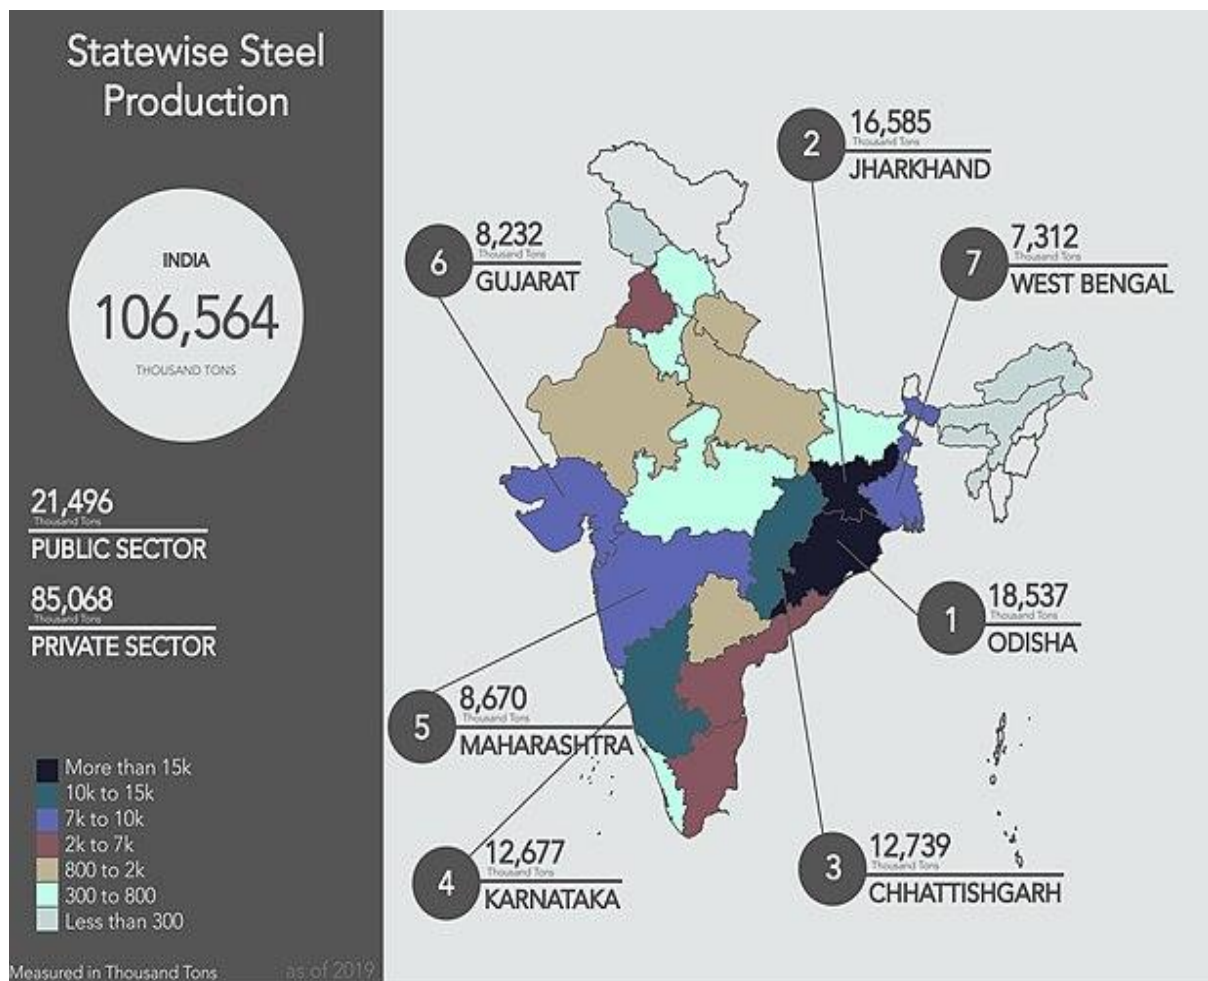 Statewise Steel
Production
INDIA
106,564
THOUSAND TONS
21,496
Thousand Tons
PUBLIC SECTOR
85,068
Thousand Tons
PRIVATE SECTOR
More than 15k
10k to 15k
7k to 10k
2k to 7k
800 to 2k
300 to 800
Less than 300
Measured in Thousand Tons
as of 2019
2
16,585
Thousand Tons
JHARKHAND
6
8,232
Thousand Tons
GUJARAT
7
7,312
Thousand Tons
WEST BENGAL
1
18,537
Thousand Tons
ODISHA
5
8,670
Thousand Tons
MAHARASHTRA
4
12,677
Thousand Tons
KARNATAKA
3
12,739
Thousand Tons
CHHATTISHGARH